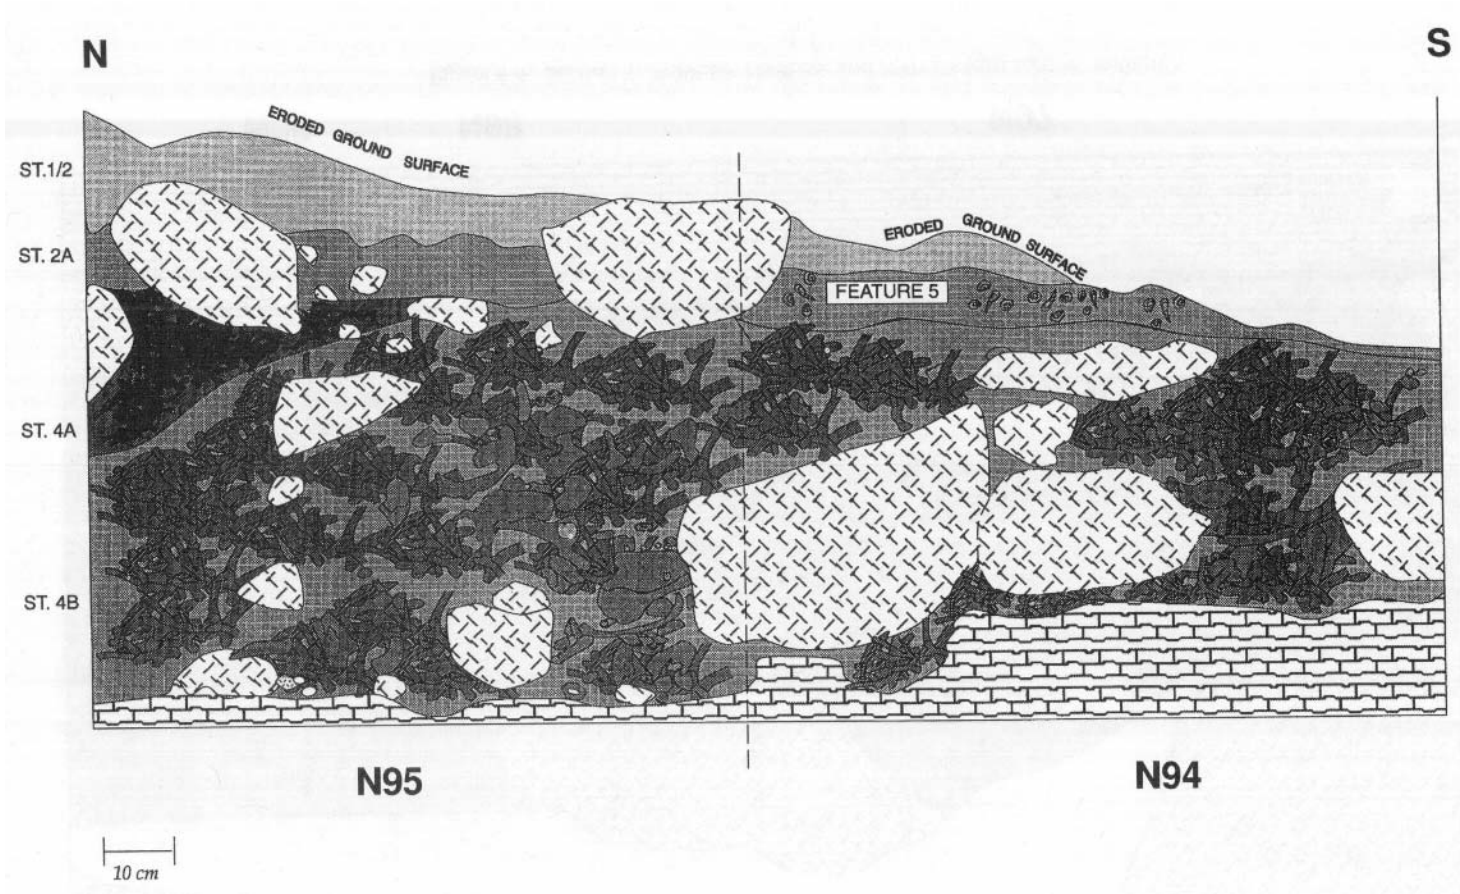 N
S
ERODED GROUND SURFACE
ST.1/2
ERODED GROUND SURFACE
ST. 2A
FEATURE 5
ST. 4A
ST. 4B
N95
N94
10 cm